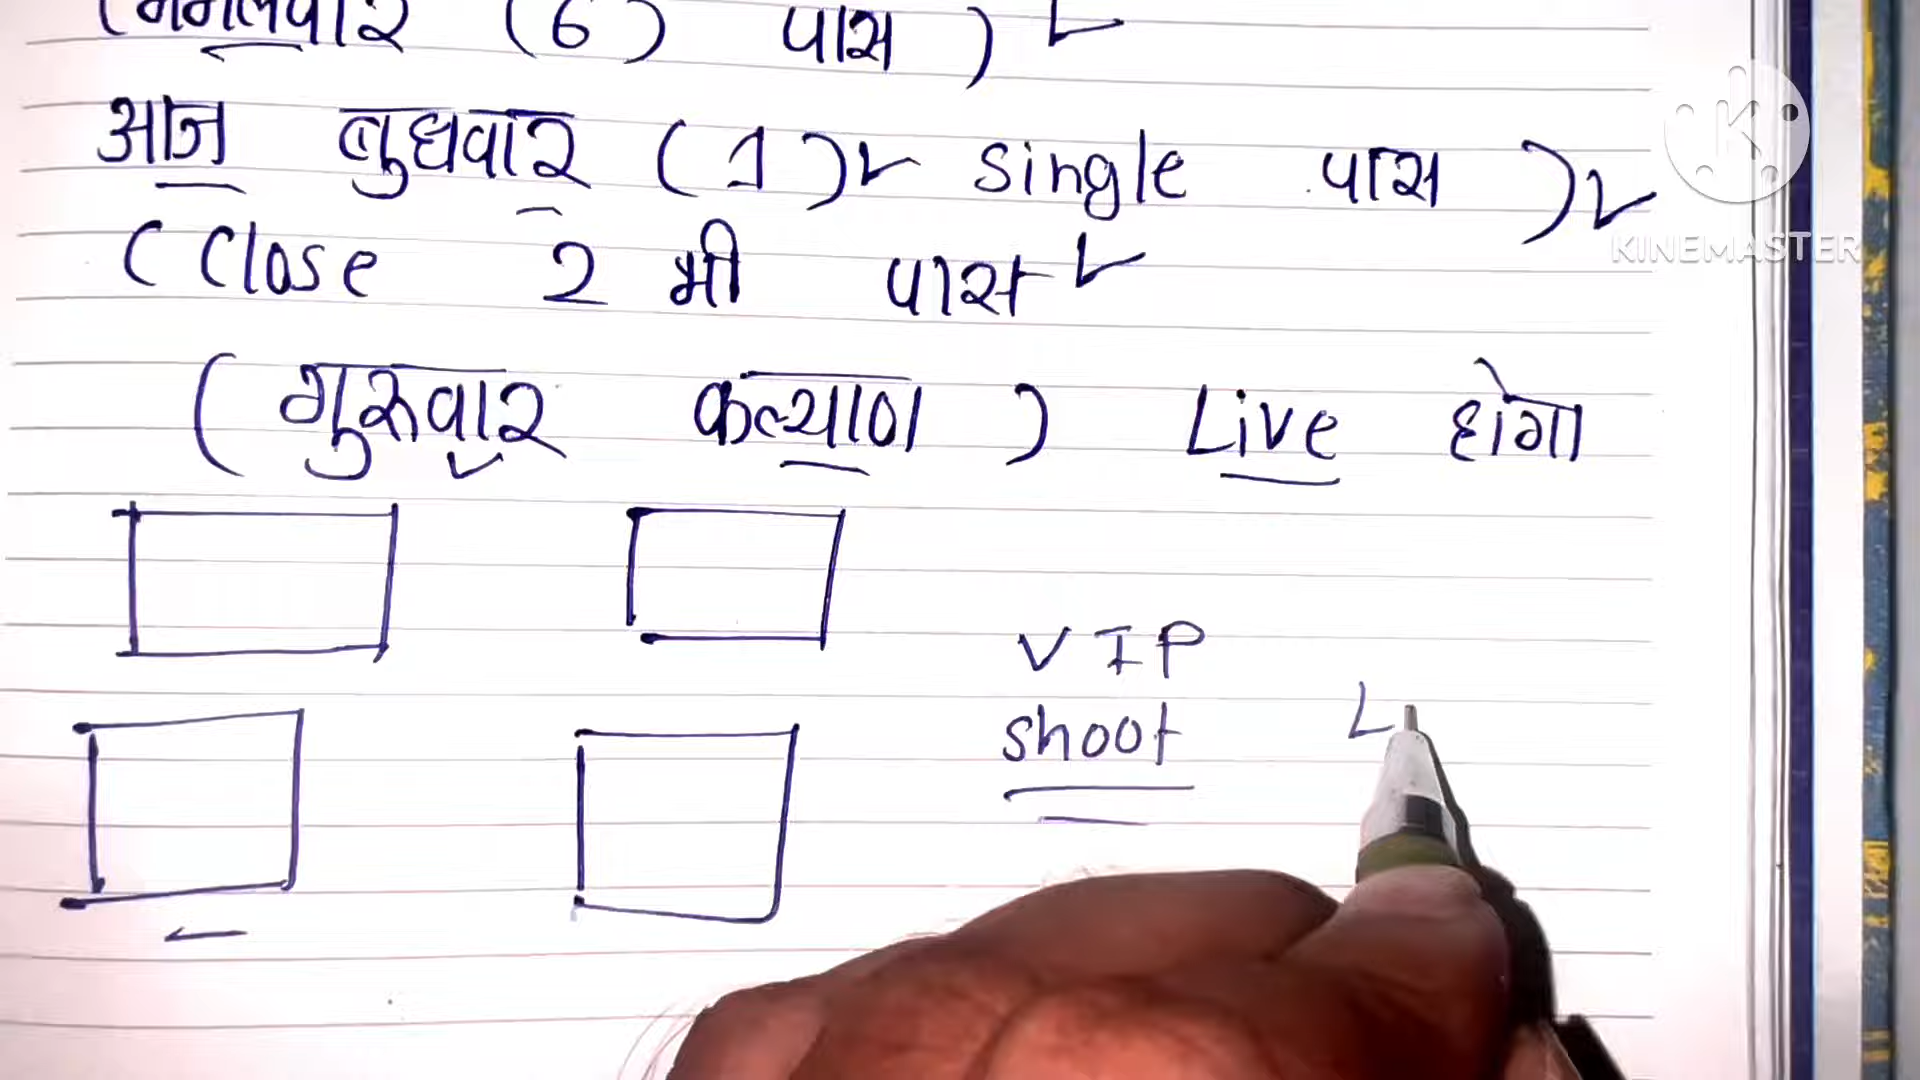 (मंगलवार (6) पास)
आज बुधवार (1) single पास)
(Close 2 भी पास
(गुरुवार कल्याण) Live होगा
VIP
shoot
L
KINEMASTER